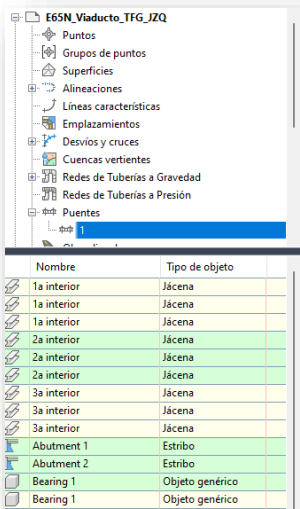 E65N_Viaducto_TFG_JZQ
Puntos
Grupos de puntos
Superficies
Alineaciones
Líneas características
Emplazamientos
Desvíos y cruces
Cuencas vertientes
Redes de Tuberías a Gravedad
Redes de Tuberías a Presión
Puentes
1
Nombre Tipo de objeto
1a interior Jácena
1a interior Jácena
1a interior Jácena
2a interior Jácena
2a interior Jácena
2a interior Jácena
3a interior Jácena
3a interior Jácena
3a interior Jácena
Abutment 1 Estribo
Abutment 2 Estribo
Bearing 1 Objeto genérico
Bearing 1 Objeto genérico